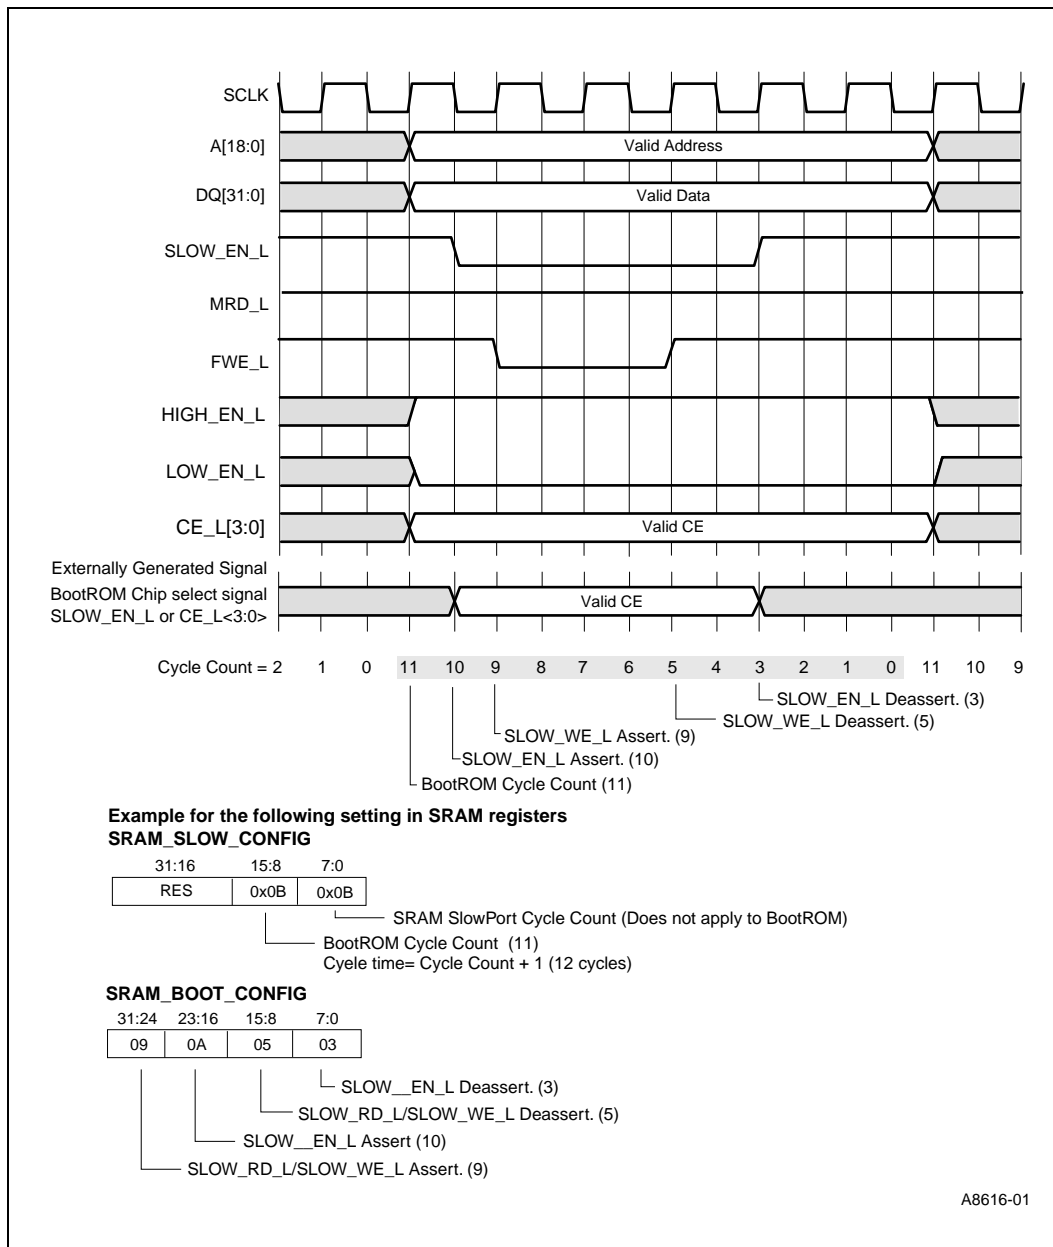 SCLK
A[18:0]
Valid Address
DQ[31:0]
Valid Data
SLOW_EN_L
MRD_L
FWE_L
HIGH_EN_L
LOW_EN_L
CE_L[3:0]
Valid CE
Externally Generated Signal
BootROM Chip select signal
SLOW_EN_L or CE_L<3:0>
Valid CE
Cycle Count = 2 1 0 11 10 9 8 7 6 5 4 3 2 1 0 11 10 9
SLOW_EN_L Deassert. (3)
SLOW_WE_L Deassert. (5)
SLOW_WE_L Assert. (9)
SLOW_EN_L Assert. (10)
BootROM Cycle Count (11)
Example for the following setting in SRAM registers
SRAM_SLOW_CONFIG
31:16 15:8 7:0
RES 0x0B 0x0B
SRAM SlowPort Cycle Count (Does not apply to BootROM)
BootROM Cycle Count (11)
Cyele time= Cycle Count + 1 (12 cycles)
SRAM_BOOT_CONFIG
31:24 23:16 15:8 7:0
09 0A 05 03
SLOW__EN_L Deassert. (3)
SLOW_RD_L/SLOW_WE_L Deassert. (5)
SLOW__EN_L Assert (10)
SLOW_RD_L/SLOW_WE_L Assert. (9)
A8616-01